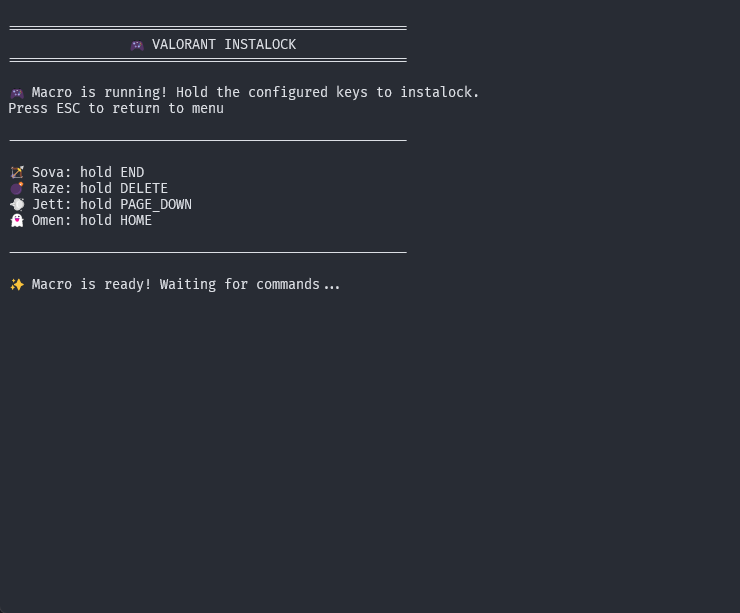 🎮 VALORANT INSTALOCK
🎮 Macro is running! Hold the configured keys to instalock.
Press ESC to return to menu
🏹 Sova: hold END
💣 Raze: hold DELETE
💨 Jett: hold PAGE_DOWN
👻 Omen: hold HOME
✨ Macro is ready! Waiting for commands...